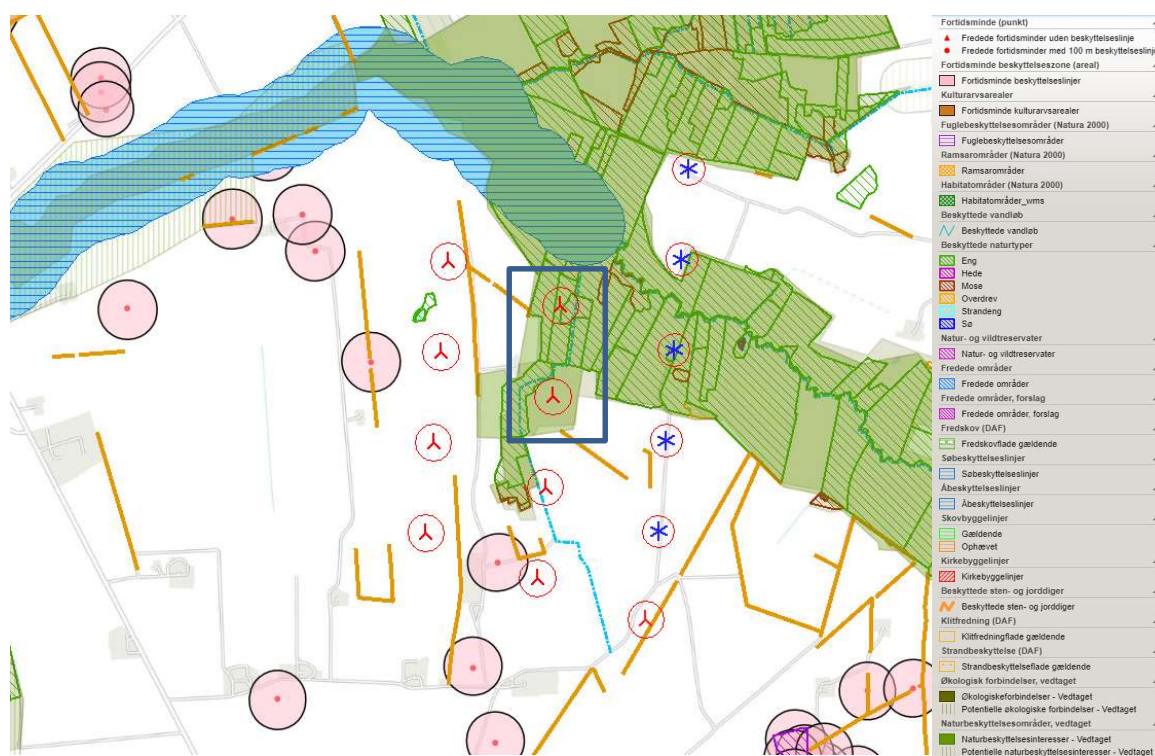 Fortidsminde (punkt)
Fredede fortidsminder uden beskyttelseslinje
Fredede fortidsminder med 100 m beskyttelseslinje
Fortidsminde beskyttelseszone (areal)
Fortidsminde beskyttelseslinjer
Kulturarvsarealer
Fortidsminde kulturarvsarealer
Fuglebeskyttelsesområder (Natura 2000)
Fuglebeskyttelsesområder
Ramsarområder (Natura 2000)
Ramsarområder
Habitatområder (Natura 2000)
Habitatområder_wms
Beskyttede vandløb
Beskyttede vandløb
Beskyttede naturtyper
Eng
Hede
Mose
Overdrev
Strandeng
Sø
Natur- og vildtreservater
Natur- og vildtreservater
Fredede områder
Fredede områder
Fredede områder, forslag
Fredede områder, forslag
Fredskov (DAF)
Fredskovflade gældende
Søbeskyttelseslinjer
Søbeskyttelseslinjer
Åbeskyttelseslinjer
Åbeskyttelseslinjer
Skovbyggelinjer
Gældende
Ophævet
Kirkebyggelinjer
Kirkebyggelinjer
Beskyttede sten- og jorddiger
Beskyttede sten- og jorddiger
Klitfredning (DAF)
Klitfredningflade gældende
Strandbeskyttelse (DAF)
Strandbeskyttelseflade gældende
Økologisk forbindelser, vedtaget
Økologiskeforbindelser - Vedtaget
Potentielle økologiske forbindelser - Vedtaget
Naturbeskyttelsesområder, vedtaget
Naturbeskyttelsesinteresser - Vedtaget
Potentielle naturbeskyttelsesinteresser - Vedtaget